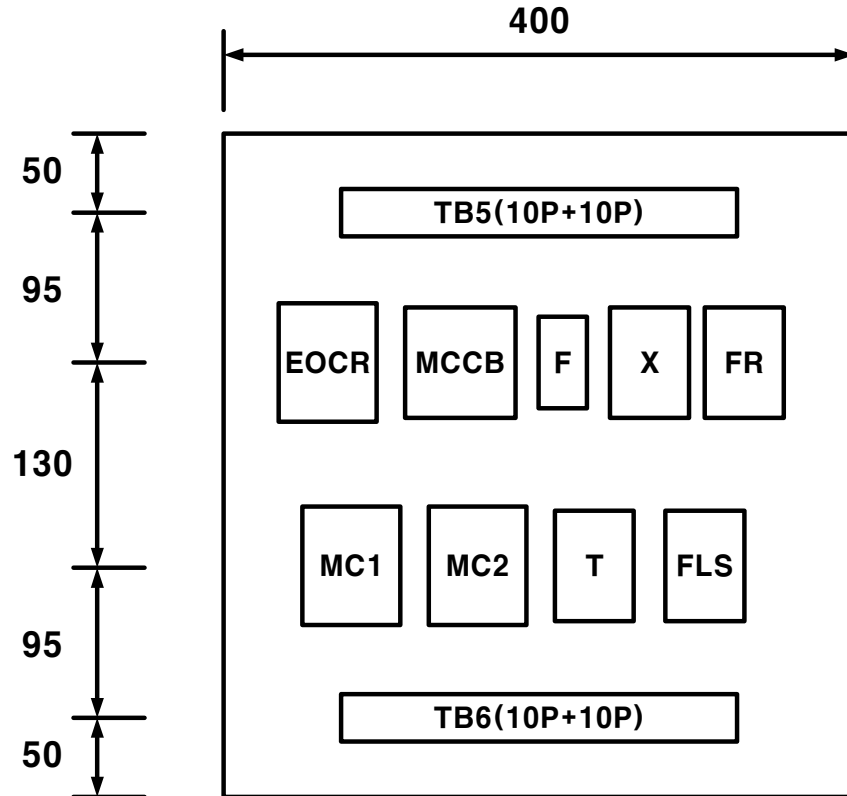 400
50
TB5(10P+10P)
95
EOCR MCCB F X FR
130
MC1 MC2 T FLS
95
TB6(10P+10P)
50